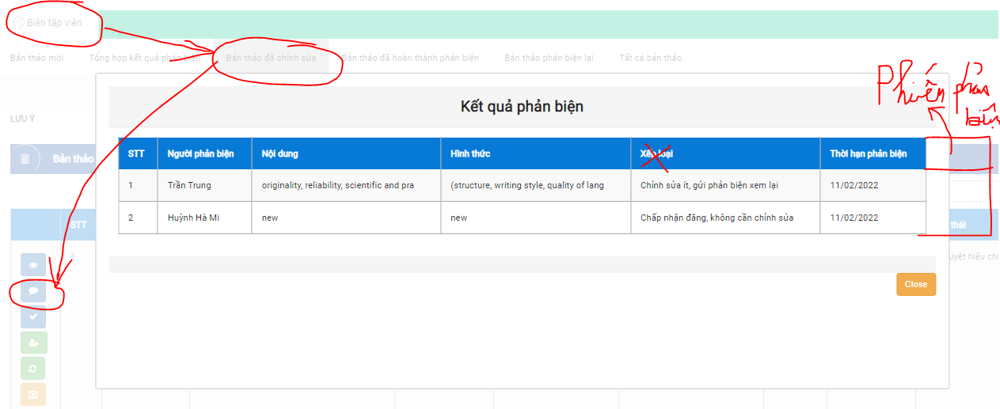 Biên tập viên
Bản thảo mới Tổng hợp kết quả phản biện Bản thảo đã chỉnh sửa Bản thảo đã hoàn thành phản biện Bản thảo phản biện lại Tất cả bản thảo
Phiếu phản biện
Kết quả phản biện
LƯU Ý
Bản thảo
STT Người phản biện Nội dung Hình thức Xếp loại Thời hạn phản biện
1 Trần Trung originality, reliability, scientific and pra (structure, writing style, quality of lang Chỉnh sửa ít, gửi phản biện xem lại 11/02/2022
2 Huỳnh Hà Mi new new Chấp nhận đăng, không cần chỉnh sửa 11/02/2022
STT thái
1 uyệt hiệu chỉ
Close